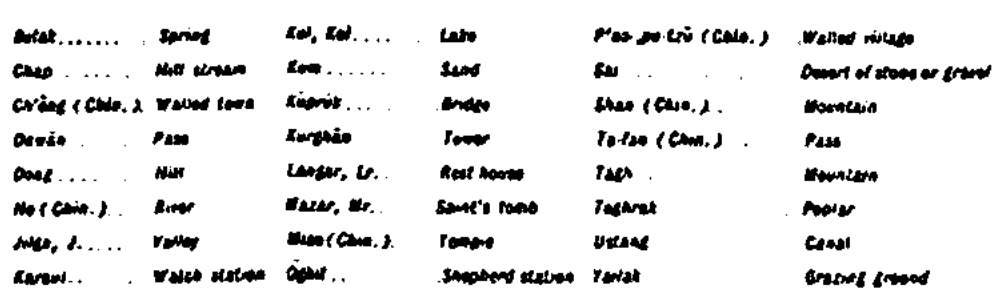 Bulak....... Spring Kol, Köl.... Lake P'ao-pu-tzŭ (Chin.) Walled village
Chap ..... Hill stream Kum...... Sand Sai .. Desert of stone or gravel
Ch'êng (Chin.). Walled town Küprük... Bridge Shan (Chin.). Mountain
Dawān . Pass Kurghān Tower Ta-fan (Chin.) . Pass
Dong.... Hill Langar, Lr.. Rest house Tagh . Mountain
Ho (Chin.).. River Mazar, Mr.. Saint's tomb Toghrak Poplar
Jilga, J..... Valley Miao (Chin.). Temple Ustang Canal
Karaul.. Watch station Öghil.. Shepherd station Yailak Grazing ground